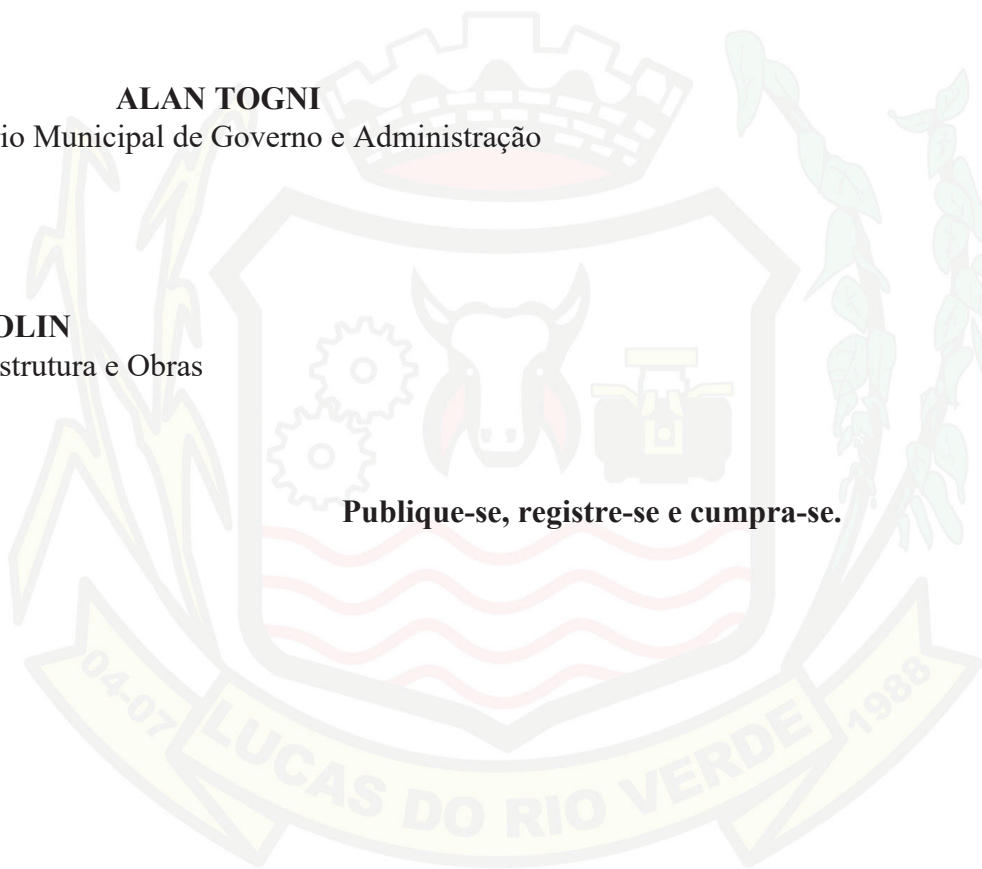 ALAN TOGNI
rio Municipal de Governo e Administração
OLIN
strutura e Obras
Publique-se, registre-se e cumpra-se.
04-07 LUCAS DO RIO VERDE 1988